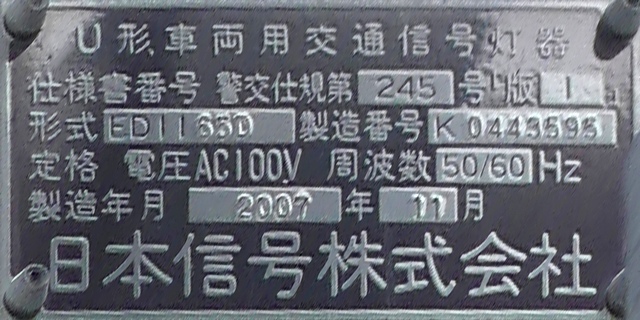 U形車両用交通信号灯器
仕様書番号 警交仕規第 245 号 版 1
形式 ED1133D 製造番号 K 0443595
定格 電圧AC100V 周波数 50/60 Hz
製造年月 2007 年 11 月
日本信号株式会社